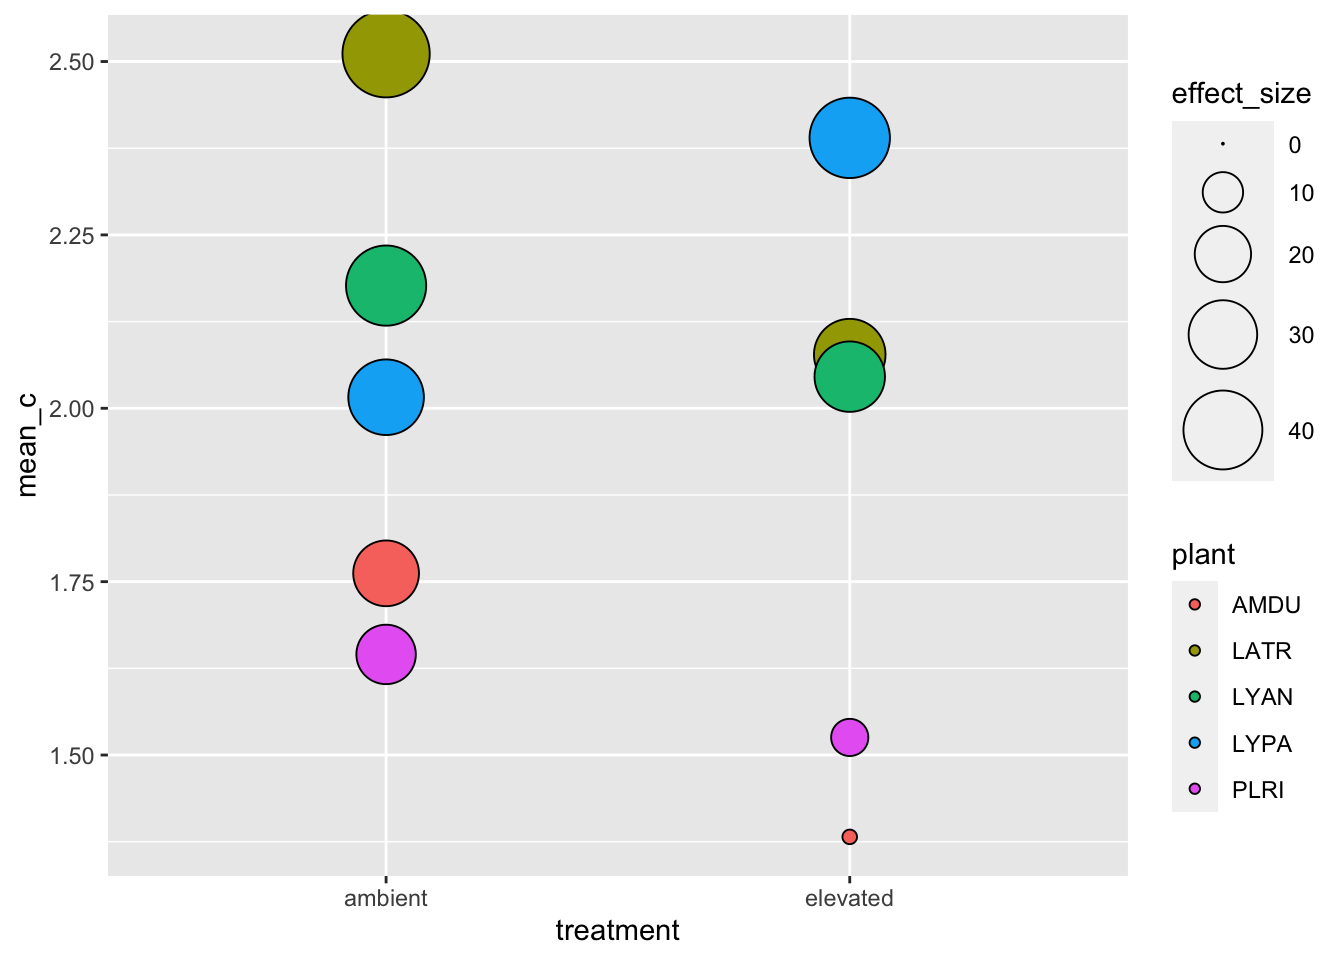 mean_c
2.50
2.25
2.00
1.75
1.50
ambient
elevated
treatment
effect_size
0
10
20
30
40
plant
AMDU
LATR
LYAN
LYPA
PLRI